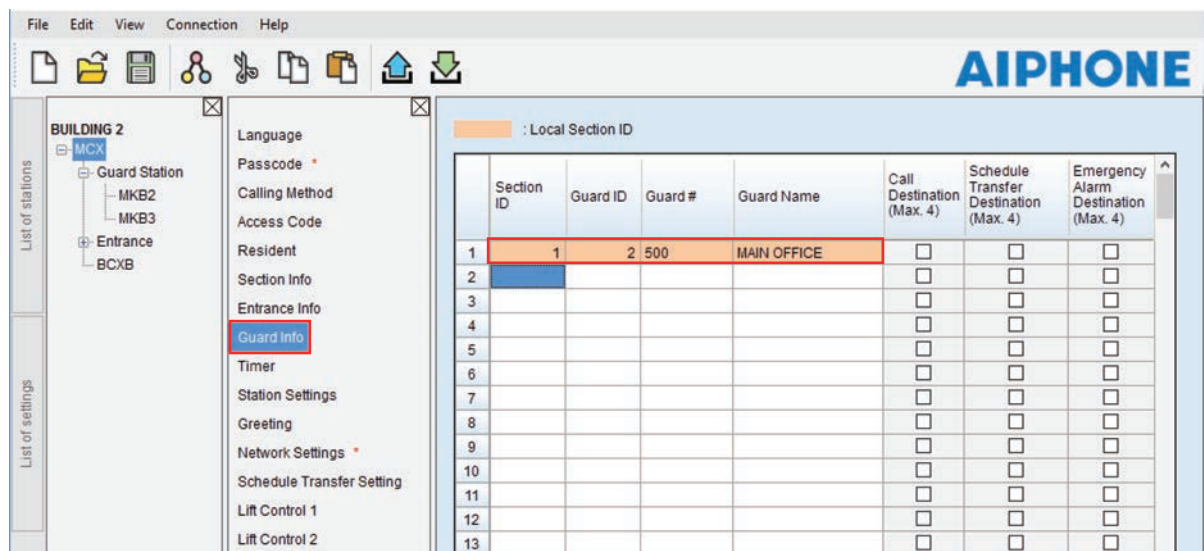 File Edit View Connection Help
AIPHONE
List of stations
List of settings
BUILDING 2
MCX
Guard Station
MKB2
MKB3
Entrance
BCXB
Language
Passcode *
Calling Method
Access Code
Resident
Section Info
Entrance Info
Guard Info
Timer
Station Settings
Greeting
Network Settings *
Schedule Transfer Setting
Lift Control 1
Lift Control 2
: Local Section ID
Section ID Guard ID Guard # Guard Name Call Destination (Max. 4) Schedule Transfer Destination (Max. 4) Emergency Alarm Destination (Max. 4)
1 1 2 500 MAIN OFFICE
2
3
4
5
6
7
8
9
10
11
12
13